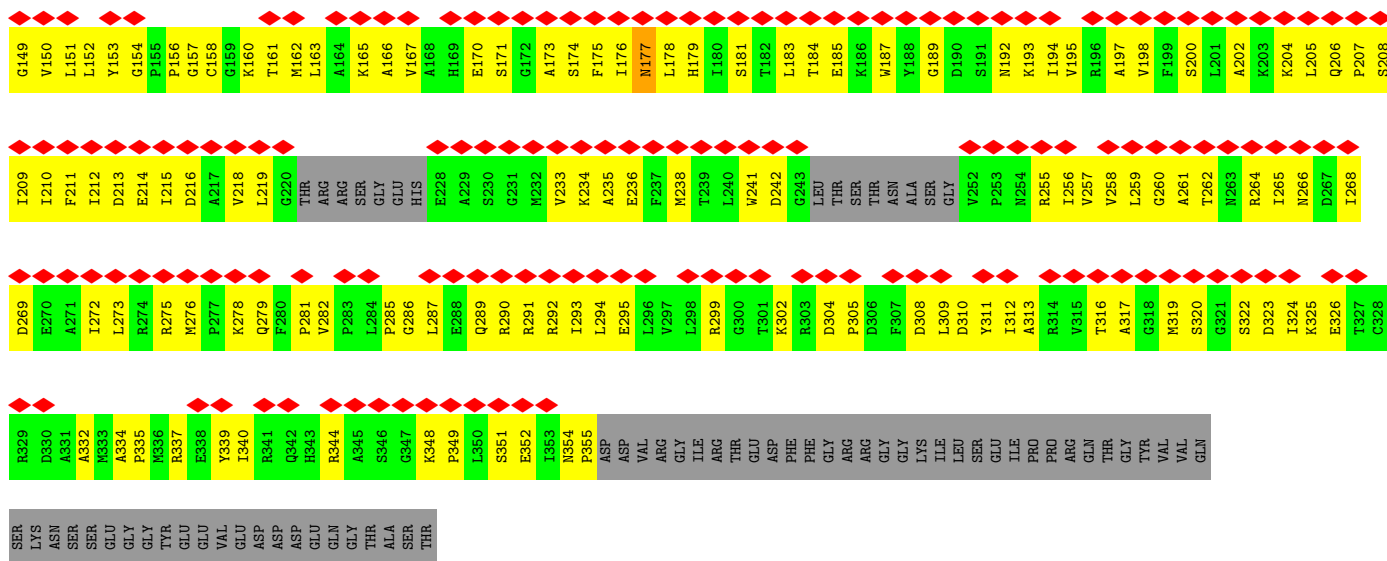 G149 V150 L151 L152 Y153 G154 P155 P156 G157 C158 G159 K160 T161 M162 L163 A164 K165 A166 V167 A168 H169 E170 S171 G172 A173 S174 F175 I176 N177 L178 H179 I180 S181 T182 L183 T184 E185 K186 W187 Y188 G189 D190 S191 N192 K193 I194 V195 R196 A197 V198 F199 S200 L201 A202 K203 K204 L205 Q206 P207 S208
I209 I210 F211 I212 D213 E214 I215 D216 A217 V218 L219 G220 THR ARG ARG SER GLY GLU HIS E228 A229 S230 G231 M232 V233 K234 A235 E236 F237 M238 T239 L240 W241 D242 G243 LEU THR SER THR ASN ALA SER GLY V252 P253 N254 R255 I256 V257 V258 L259 G260 A261 T262 N263 R264 I265 N266 D267 I268
D269 E270 A271 I272 L273 R274 R275 M276 P277 K278 Q279 F280 P281 V282 P283 L284 P285 G286 L287 E288 Q289 R290 R291 R292 I293 L294 E295 L296 V297 L298 R299 G300 T301 K302 R303 D304 P305 D306 F307 D308 L309 D310 Y311 I312 A313 R314 V315 T316 A317 G318 M319 S320 G321 S322 D323 I324 K325 E326 T327 C328
R329 D330 A331 A332 M333 A334 P335 M336 R337 E338 Y339 I340 R341 Q342 H343 R344 A345 S346 G347 K348 P349 L350 S351 E352 I353 N354 P355 ASP ASP VAL ARG GLY ILE ARG THR GLU ASP PHE PHE GLY ARG ARG GLY GLY LYS ILE LEU SER GLU ILE PRO PRO ARG GLN THR GLY TYR VAL VAL GLN
SER LYS ASN SER SER GLU GLY GLY TYR GLU GLU VAL GLU ASP ASP ASP GLU GLN GLY THR ALA SER THR